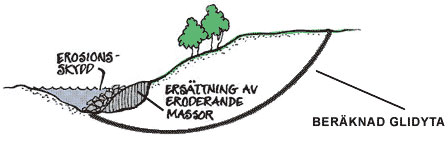 EROSIONS-
SKYDD
ERSÄTTNING AV
ERODERANDE
MASSOR
BERÄKNAD GLIDYTA